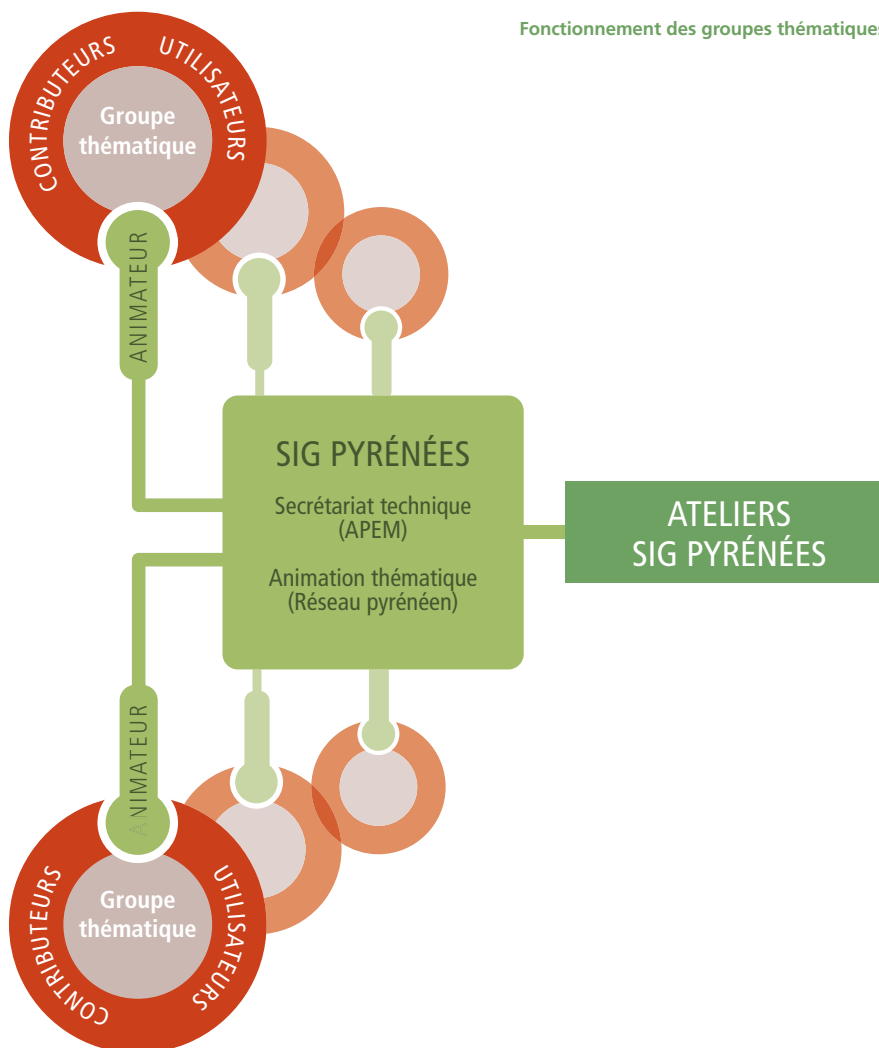 Fonctionnement des groupes thématiques
CONTRIBUTEURS
UTILISATEURS
Groupe
thématique
ANIMATEUR
SIG PYRÉNÉES
Secrétariat technique
(APEM)
Animation thématique
(Réseau pyrénéen)
ATELIERS
SIG PYRÉNÉES
ANIMATEUR
Groupe
thématique
CONTRIBUTEURS
UTILISATEURS